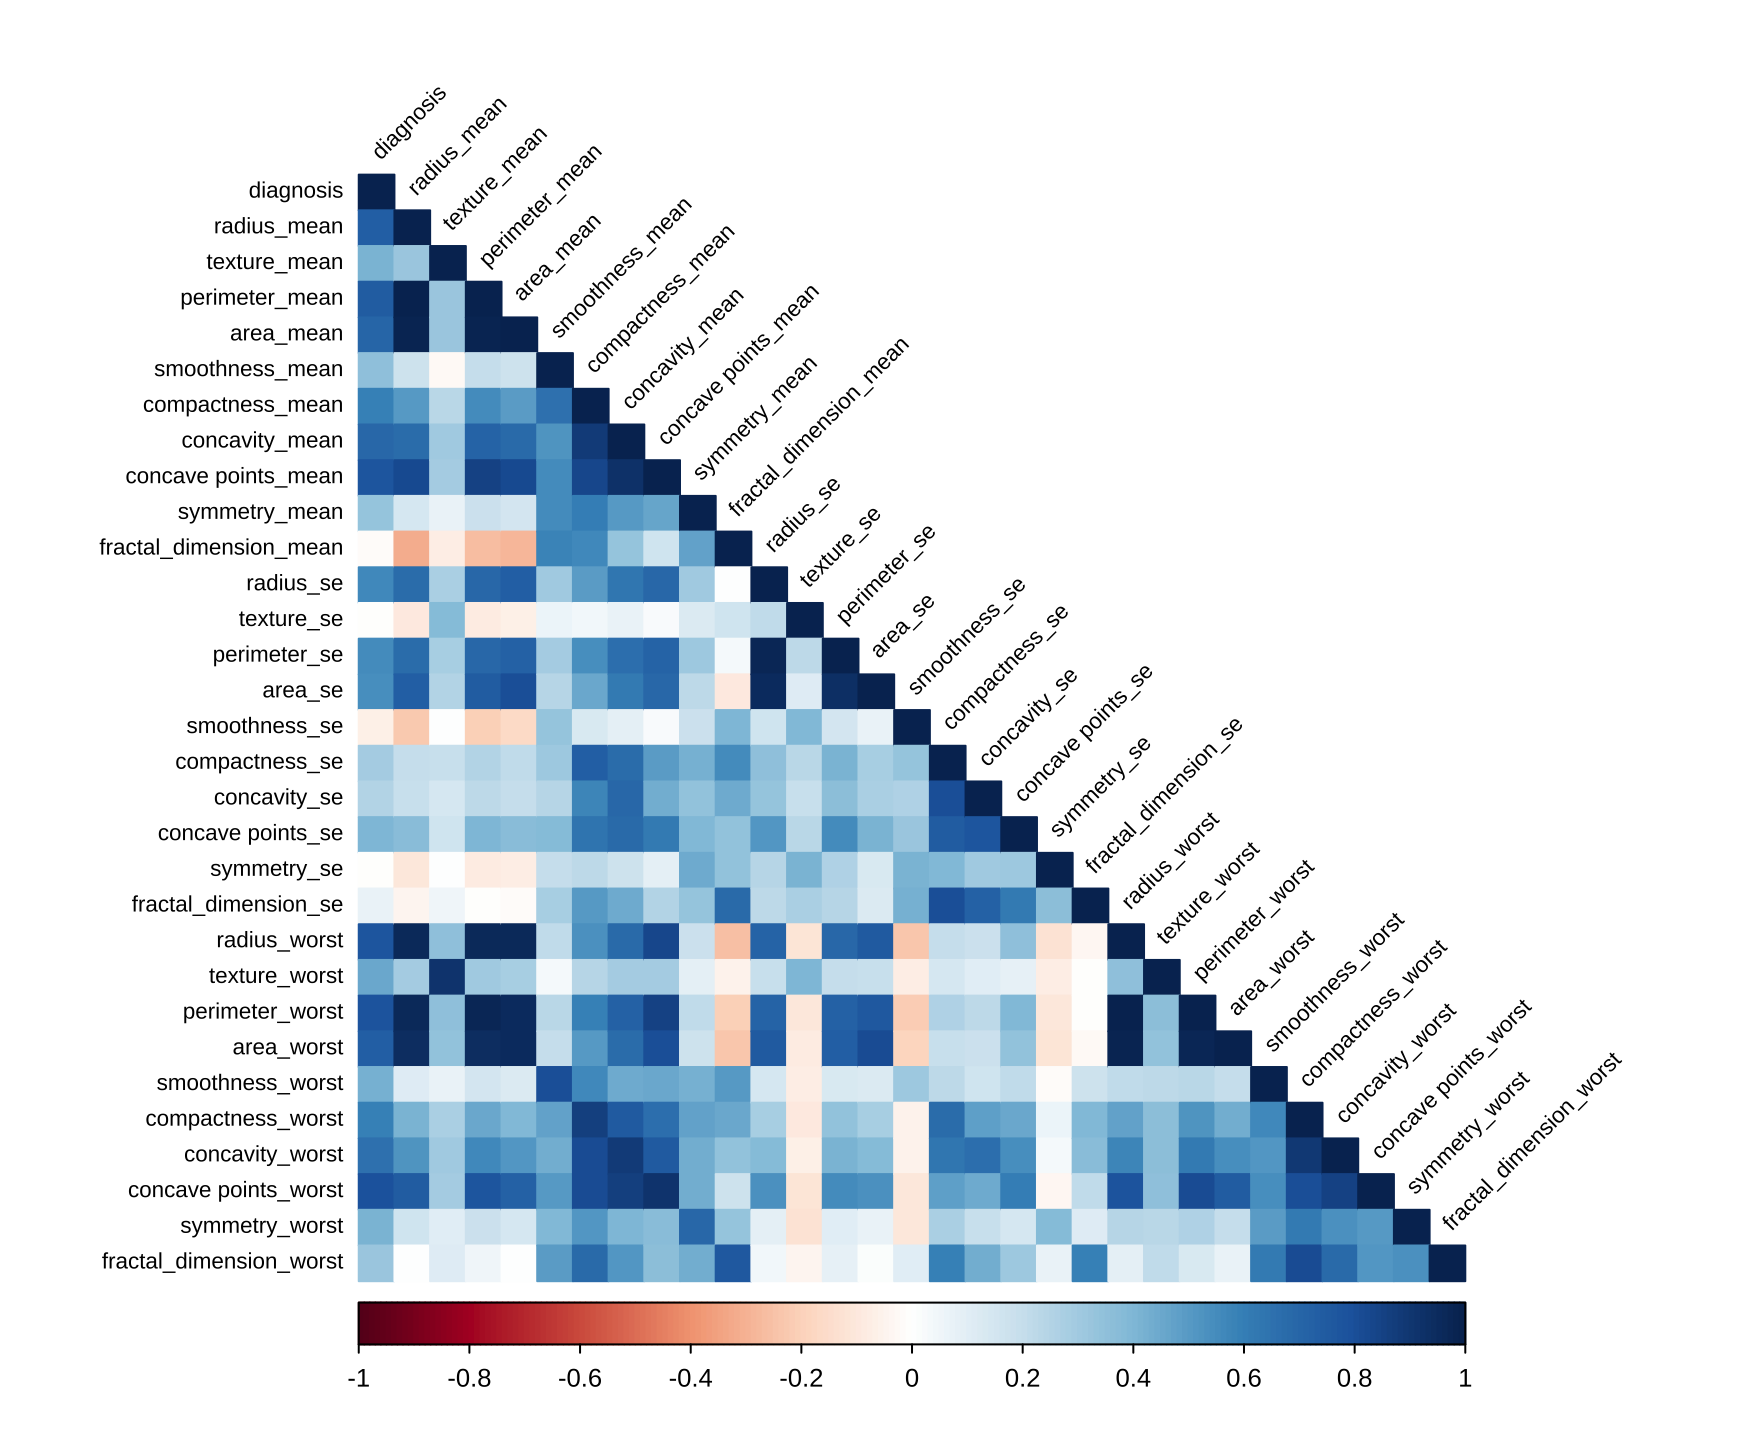 diagnosis
radius_mean
texture_mean
perimeter_mean
area_mean
smoothness_mean
compactness_mean
concavity_mean
concave points_mean
symmetry_mean
fractal_dimension_mean
radius_se
texture_se
perimeter_se
area_se
smoothness_se
compactness_se
concavity_se
concave points_se
symmetry_se
fractal_dimension_se
radius_worst
texture_worst
perimeter_worst
area_worst
smoothness_worst
compactness_worst
concavity_worst
concave points_worst
symmetry_worst
fractal_dimension_worst
diagnosis
radius_mean
texture_mean
perimeter_mean
area_mean
smoothness_mean
compactness_mean
concavity_mean
concave points_mean
symmetry_mean
fractal_dimension_mean
radius_se
texture_se
perimeter_se
area_se
smoothness_se
compactness_se
concavity_se
concave points_se
symmetry_se
fractal_dimension_se
radius_worst
texture_worst
perimeter_worst
area_worst
smoothness_worst
compactness_worst
concavity_worst
concave points_worst
symmetry_worst
fractal_dimension_worst
-1 -0.8 -0.6 -0.4 -0.2 0 0.2 0.4 0.6 0.8 1